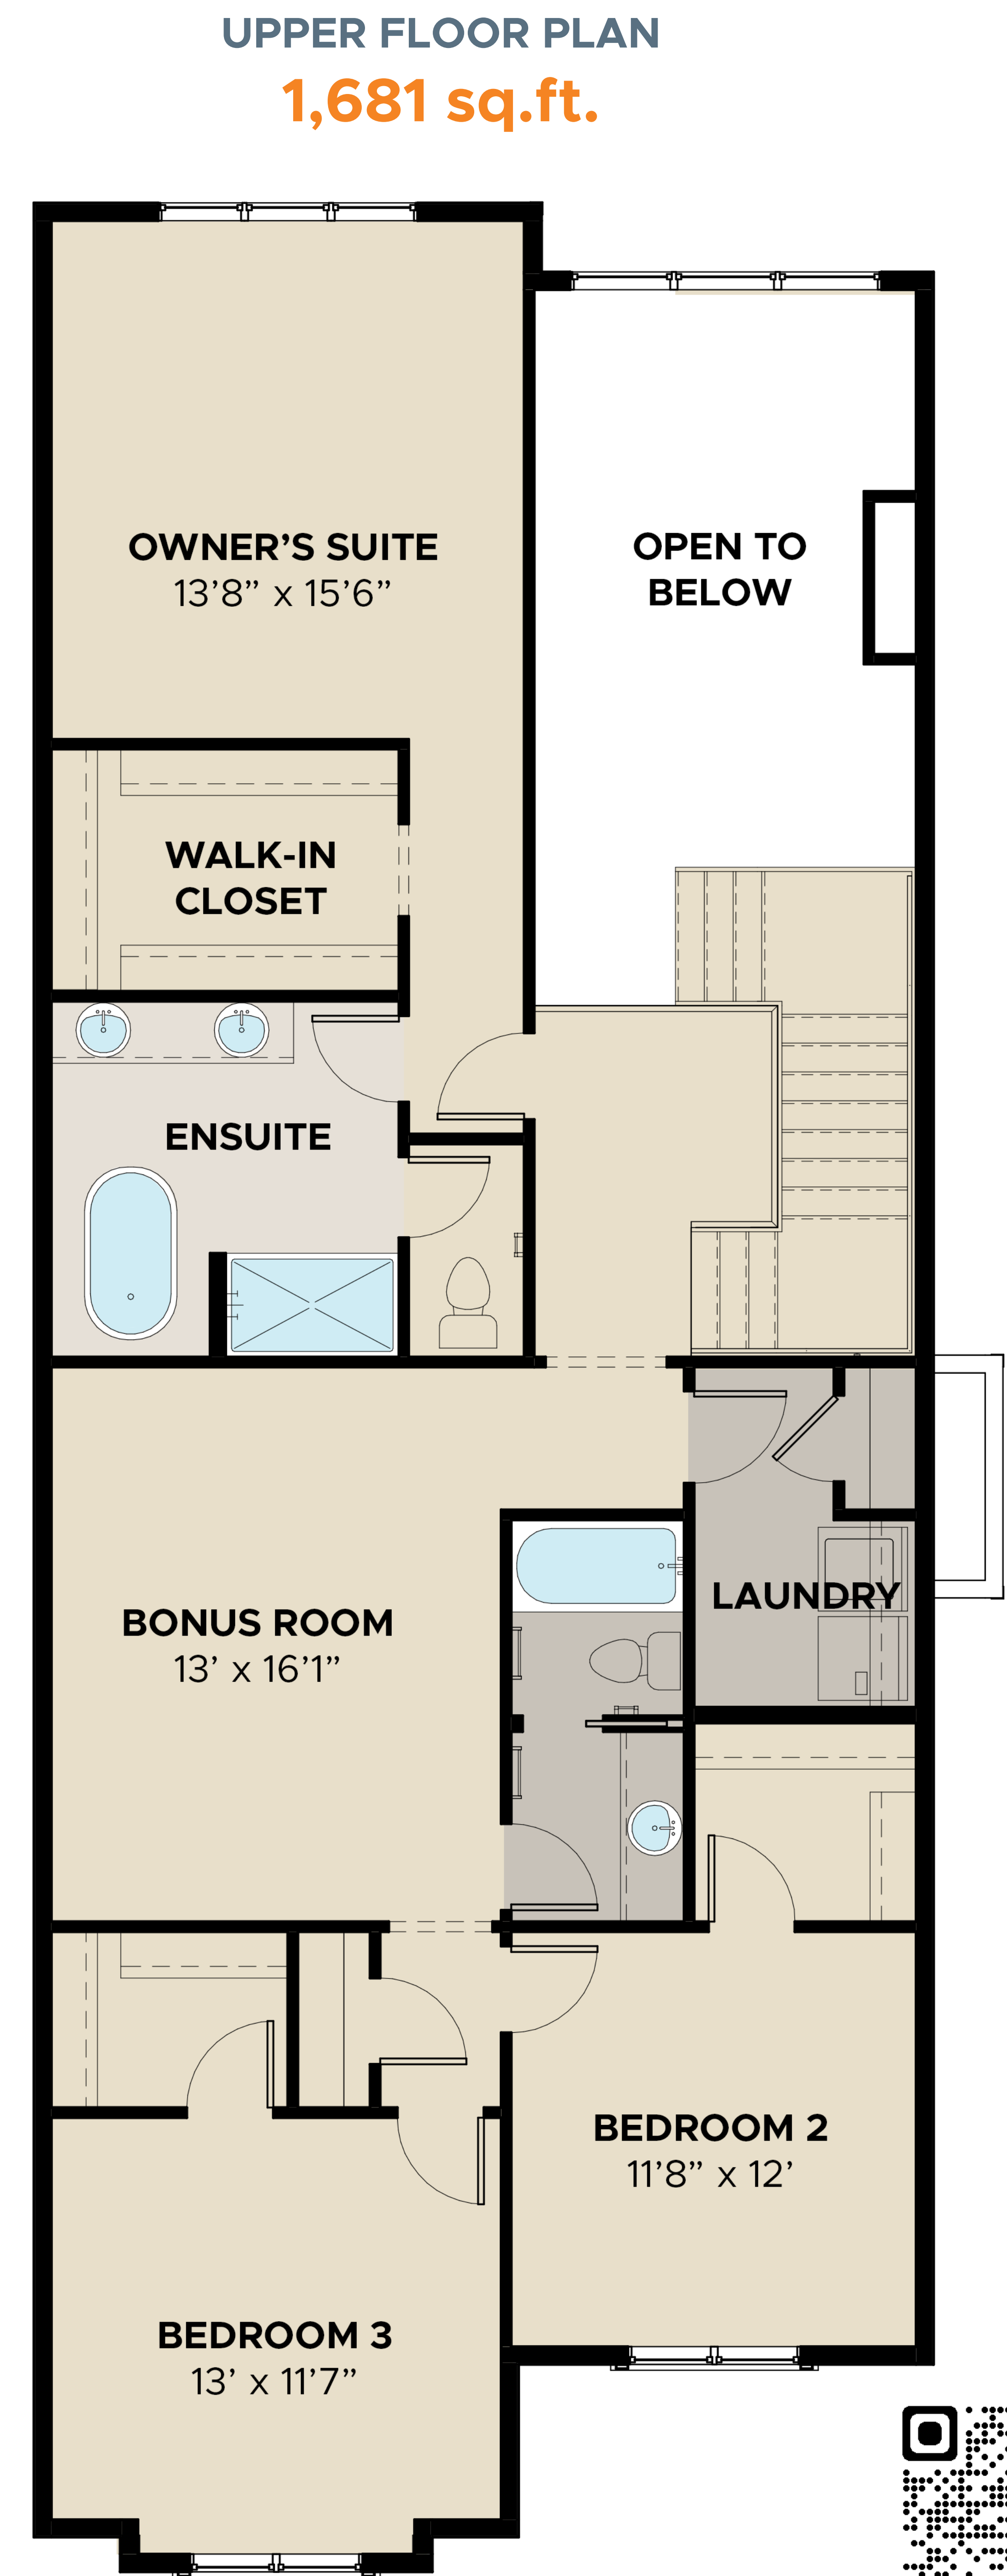 UPPER FLOOR PLAN
1,681 sq.ft.
OWNER’S SUITE
13’8” x 15’6”
OPEN TO
BELOW
WALK-IN
CLOSET
ENSUITE
LAUNDRY
BONUS ROOM
13’ x 16’1”
BEDROOM 2
11’8” x 12’
BEDROOM 3
13’ x 11’7”